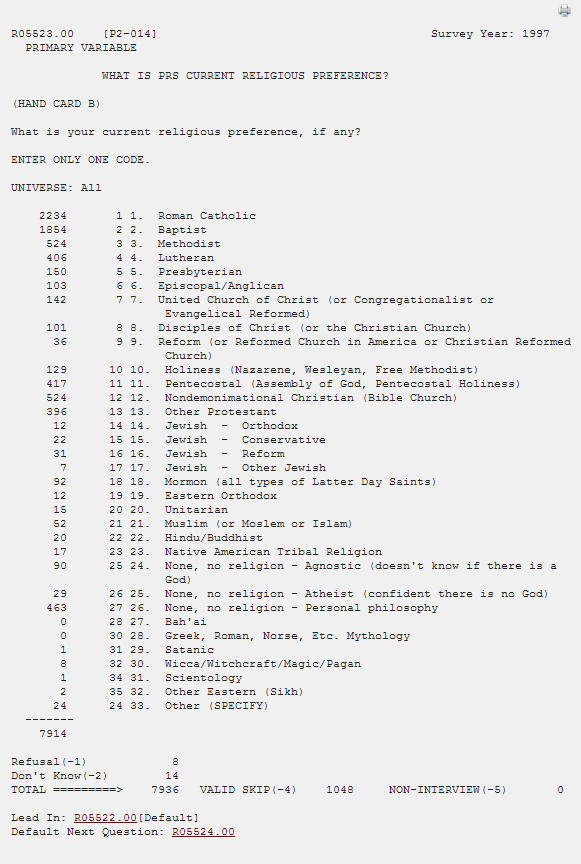 R05523.00    [P2-014]                                       Survey Year: 1997
  PRIMARY VARIABLE
             WHAT IS PRS CURRENT RELIGIOUS PREFERENCE?
(HAND CARD B)
What is your current religious preference, if any?
ENTER ONLY ONE CODE.
UNIVERSE: All
    2234       1 1.  Roman Catholic
    1854       2 2.  Baptist
     524       3 3.  Methodist
     406       4 4.  Lutheran
     150       5 5.  Presbyterian
     103       6 6.  Episcopal/Anglican
     142       7 7.  United Church of Christ (or Congregationalist or
                      Evangelical Reformed)
     101       8 8.  Disciples of Christ (or the Christian Church)
      36       9 9.  Reform (or Reformed Church in America or Christian Reformed
                      Church)
     129      10 10.  Holiness (Nazarene, Wesleyan, Free Methodist)
     417      11 11.  Pentecostal (Assembly of God, Pentecostal Holiness)
     524      12 12.  Nondemonimational Christian (Bible Church)
     396      13 13.  Other Protestant
      12      14 14.  Jewish  -  Orthodox
      22      15 15.  Jewish  -  Conservative
      31      16 16.  Jewish  -  Reform
       7      17 17.  Jewish  -  Other Jewish
      92      18 18.  Mormon (all types of Latter Day Saints)
      12      19 19.  Eastern Orthodox
      15      20 20.  Unitarian
      52      21 21.  Muslim (or Moslem or Islam)
      20      22 22.  Hindu/Buddhist
      17      23 23.  Native American Tribal Religion
      90      25 24.  None, no religion - Agnostic (doesn't know if there is a
                      God)
      29      26 25.  None, no religion - Atheist (confident there is no God)
     463      27 26.  None, no religion - Personal philosophy
       0      28 27.  Bah'ai
       0      30 28.  Greek, Roman, Norse, Etc. Mythology
       1      31 29.  Satanic
       8      32 30.  Wicca/Witchcraft/Magic/Pagan
       1      34 31.  Scientology
       2      35 32.  Other Eastern (Sikh)
      24      24 33.  Other (SPECIFY)
  -------
    7914
Refusal(-1)            8
Don't Know(-2)        14
TOTAL =========>    7936   VALID SKIP(-4)    1048     NON-INTERVIEW(-5)       0
Lead In: R05522.00[Default]
Default Next Question: R05524.00